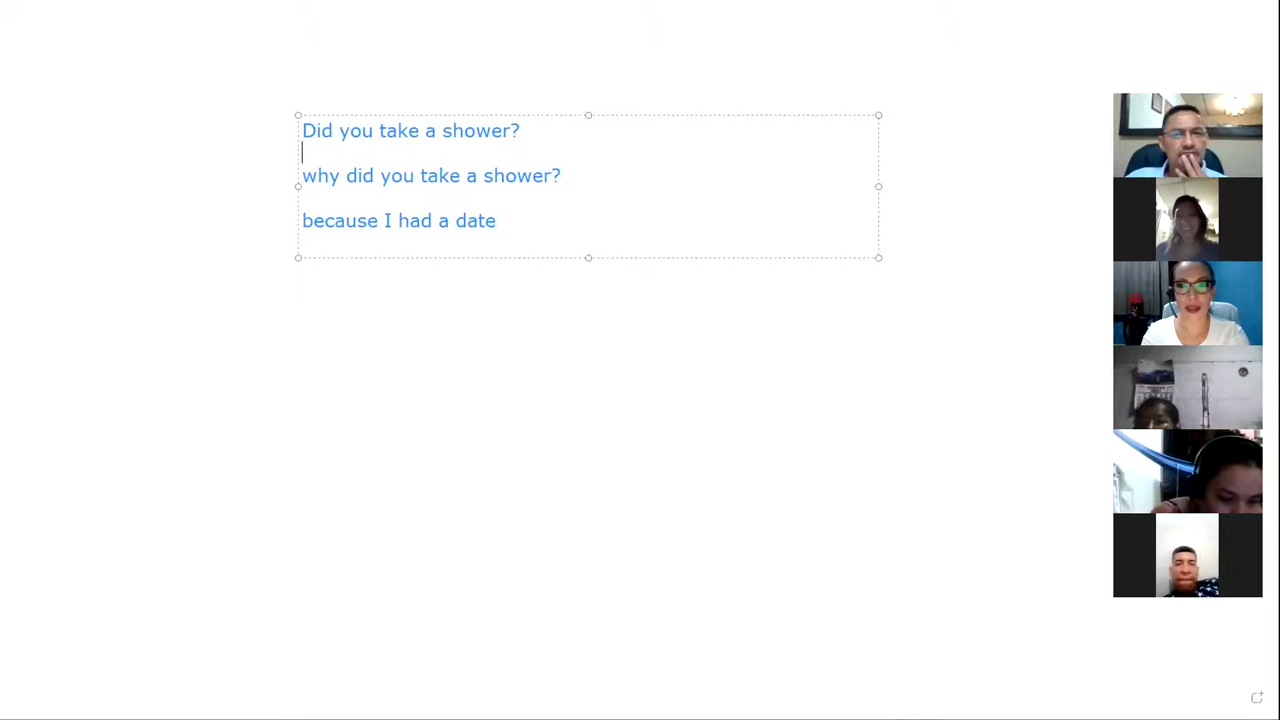 Did you take a shower?
why did you take a shower?
because I had a date